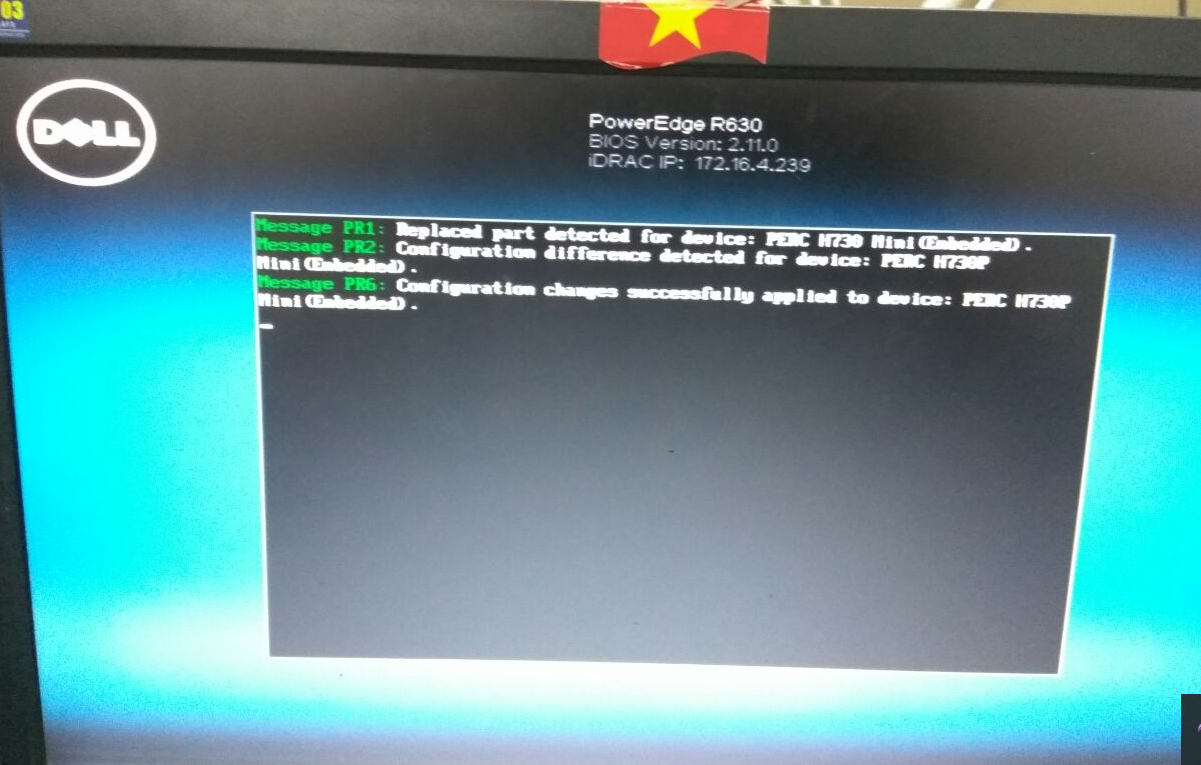 03
DELL
PowerEdge R630
BIOS Version: 2.11.0
iDRAC IP: 172.16.4.239
Message PR1: Replaced part detected for device: PERC H730 Mini(Embedded).
Message PR2: Configuration difference detected for device: PERC H730P
Mini(Embedded).
Message PR6: Configuration changes successfully applied to device: PERC H730P
Mini(Embedded).